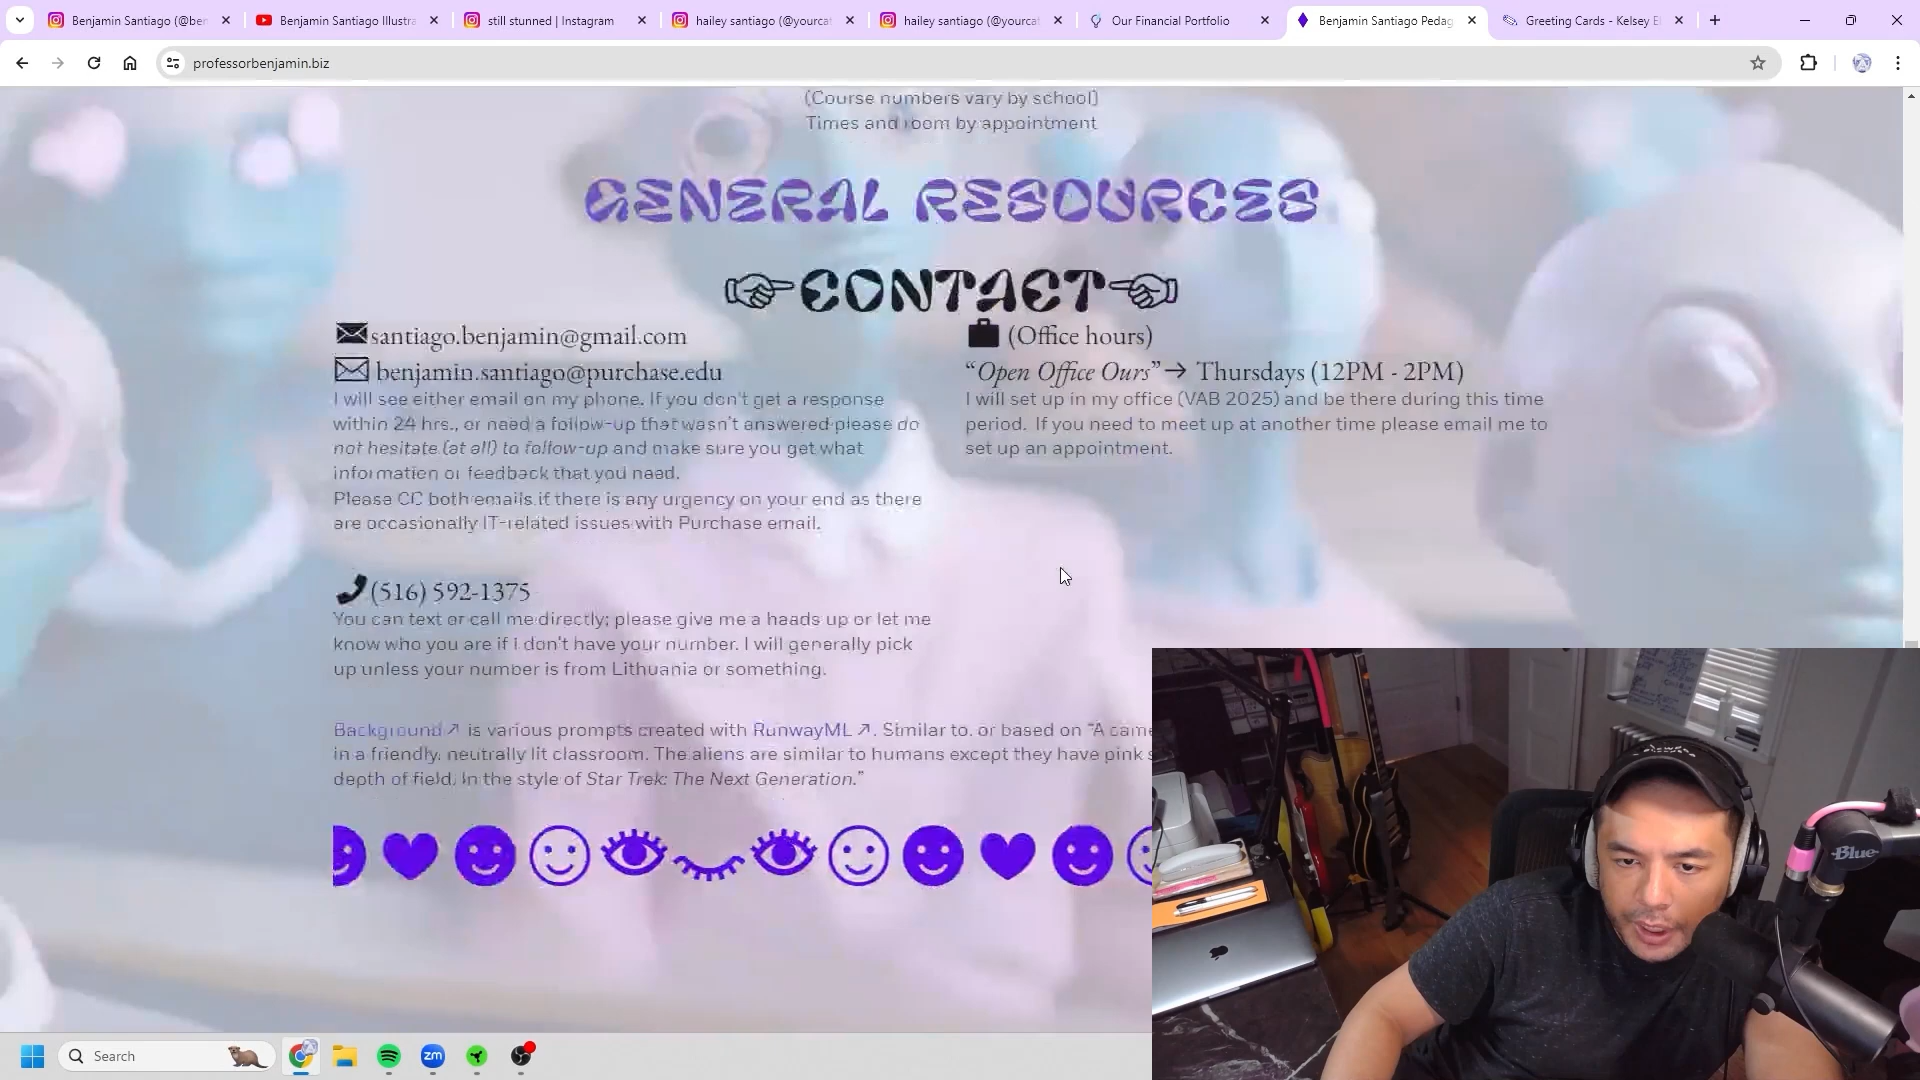 Benjamin Santiago (@ben
Benjamin Santiago Illustra
still stunned | Instagram
hailey santiago (@yourcat
hailey santiago (@yourcat
Our Financial Portfolio
Benjamin Santiago Pedag
Greeting Cards - Kelsey E
professorbenjamin.biz
(Course numbers vary by school)
Times and room by appointment
GENERAL RESOURCES
CONTACT
santiago.benjamin@gmail.com
benjamin.santiago@purchase.edu
I will see either email on my phone. If you don't get a response
within 24 hrs., or need a follow-up that wasn't answered please do
not hesitate (at all) to follow-up and make sure you get what
information or feedback that you need.
Please CC both emails if there is any urgency on your end as there
are occasionally IT-related issues with Purchase email.
(Office hours)
“Open Office Ours”→ Thursdays (12PM - 2PM)
I will set up in my office (VAB 2025) and be there during this time
period. If you need to meet up at another time please email me to
set up an appointment.
(516) 592-1375
You can text or call me directly; please give me a heads up or let me
know who you are if i don't have your number. I will generally pick
up unless your number is from Lithuania or something.
Background↗ is various prompts created with RunwayML↗. Similar to, or based on “A came
in a friendly, neutrally lit classroom. The aliens are similar to humans except they have pink s
depth of field. In the style of Star Trek: The Next Generation.”
Search
zm
Blue